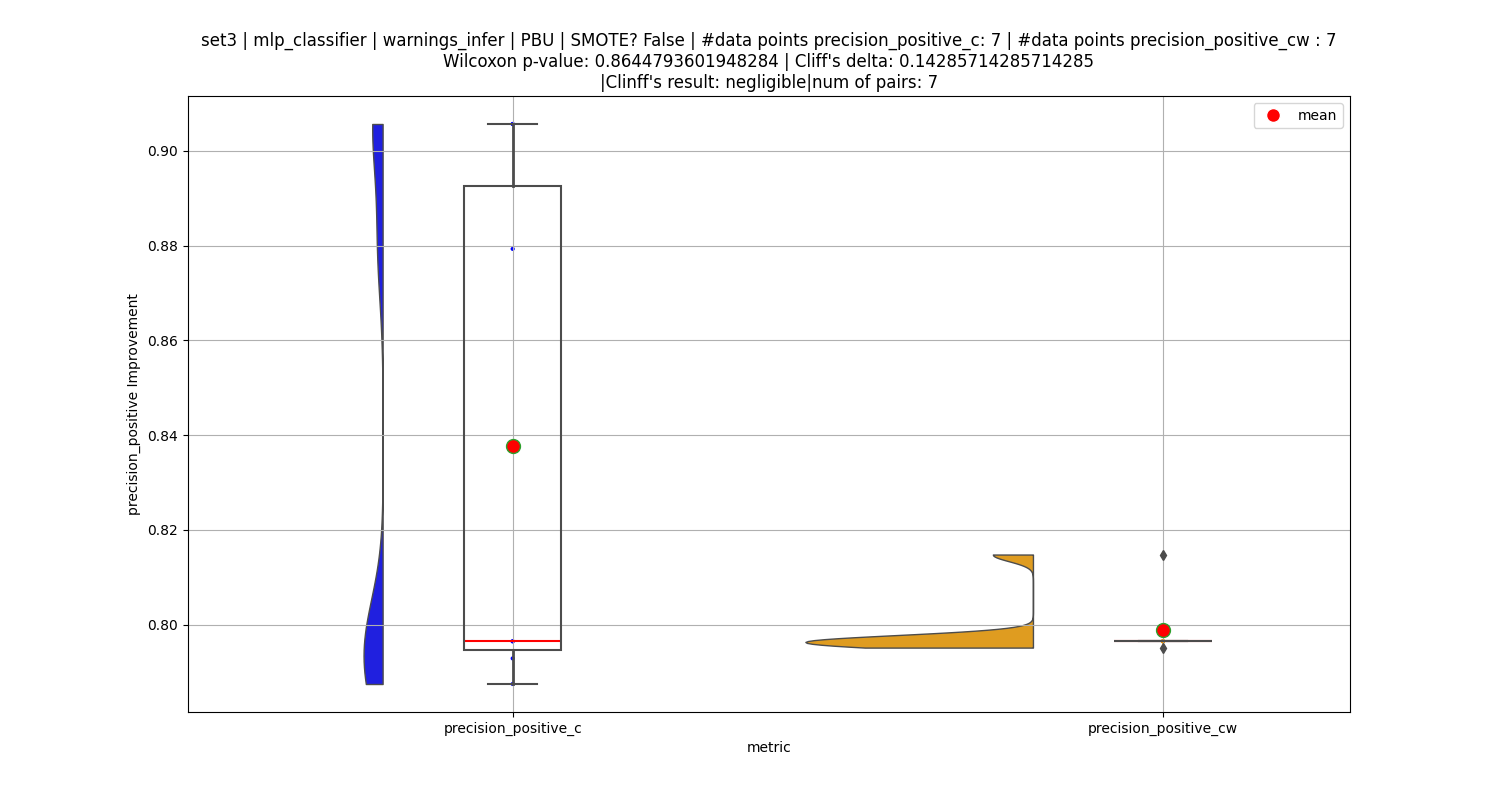 set3 | mlp_classifier | warnings_infer | PBU | SMOTE? False | #data points precision_positive_c: 7 | #data points precision_positive_cw : 7
Wilcoxon p-value: 0.8644793601948284 | Cliff's delta: 0.14285714285714285
|Clinff's result: negligible|num of pairs: 7
mean
0.90
0.88
0.86
0.84
0.82
0.80
precision_positive Improvement
precision_positive_c
precision_positive_cw
metric